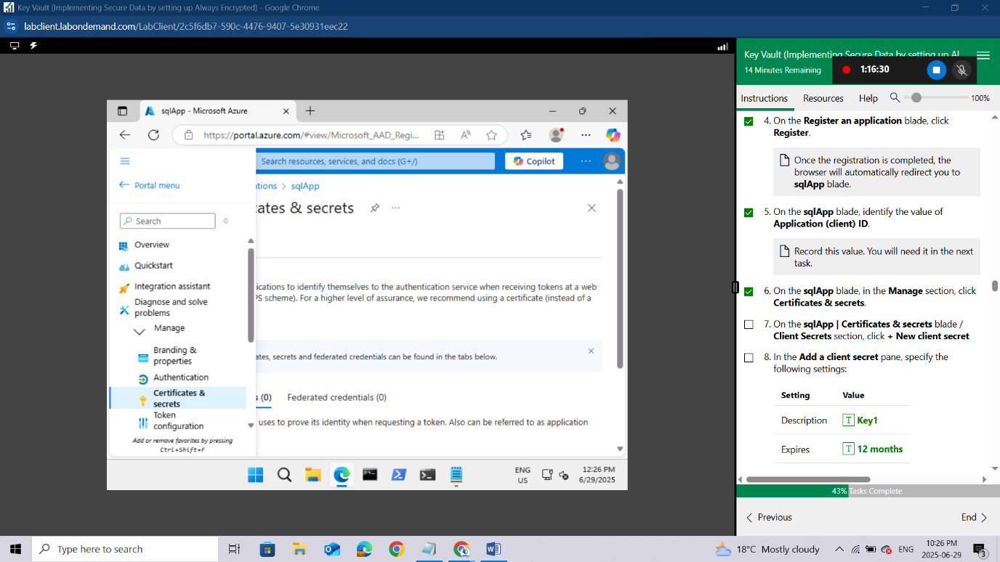 Key Vault (Implementing Secure Data by setting up Always Encrypted) - Google Chrome
labclient.labondemand.com/LabClient/2c5f6db7-590c-4476-9407-5e30931eec22
sqlApp - Microsoft Azure
https://portal.azure.com/#view/Microsoft_AAD_Regi...
Search resources, services, and docs (G+/)
Copilot
Portal menu
tions > sqlApp
ates & secrets
Search
Overview
Quickstart
Integration assistant
Diagnose and solve
problems
Manage
Branding &
properties
Authentication
Certificates &
secrets
Token
configuration
Add or remove favorites by pressing
Ctrl+Shift+F
ications to identify themselves to the authentication service when receiving tokens at a web
PS scheme). For a higher level of assurance, we recommend using a certificate (instead of a
ates, secrets and federated credentials can be found in the tabs below.
s (0)
Federated credentials (0)
uses to prove its identity when requesting a token. Also can be referred to as application
ENG
US
12:26 PM
6/29/2025
Key Vault (Implementing Secure Data by setting up Al
14 Minutes Remaining
1:16:30
Instructions
Resources
Help
100%
4. On the Register an application blade, click
Register.
Once the registration is completed, the
browser will automatically redirect you to
sqlApp blade.
5. On the sqlApp blade, identify the value of
Application (client) ID.
Record this value. You will need it in the next
task.
6. On the sqlApp blade, in the Manage section, click
Certificates & secrets.
7. On the sqlApp | Certificates & secrets blade /
Client Secrets section, click + New client secret
8. In the Add a client secret pane, specify the
following settings:
Setting
Value
Description
T Key1
Expires
T 12 months
43% Tasks Complete
Previous
End
Type here to search
18°C Mostly cloudy
ENG
10:26 PM
2025-06-29
3